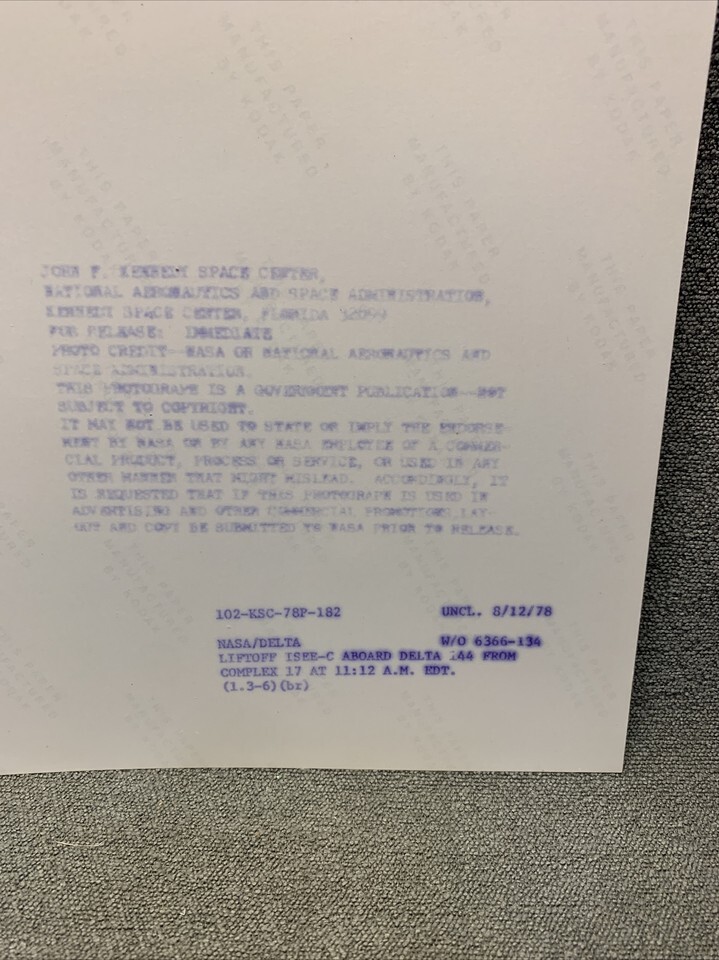 JOHN F. KENNEDY SPACE CENTER,
NATIONAL AERONAUTICS AND SPACE ADMINISTRATION,
KENNEDY SPACE CENTER, FLORIDA 32899
FOR RELEASE: IMMEDIATE
PHOTO CREDIT—NASA OR NATIONAL AERONAUTICS AND
SPACE ADMINISTRATION.
THIS PHOTOGRAPH IS A GOVERNMENT PUBLICATION—NOT
SUBJECT TO COPYRIGHT.
IT MAY NOT BE USED TO STATE OR IMPLY THE ENDORSE-
MENT BY NASA OR BY ANY NASA EMPLOYEE OF A COMMER-
CIAL PRODUCT, PROCESS OR SERVICE, OR USED IN ANY
OTHER MANNER THAT MIGHT MISLEAD. ACCORDINGLY, IT
IS REQUESTED THAT IF THIS PHOTOGRAPH IS USED IN
ADVERTISING AND OTHER COMMERCIAL PROMOTION, LAY-
OUT AND COPY BE SUBMITTED TO NASA PRIOR TO RELEASE.
102-KSC-78P-182 UNCL. 8/12/78
NASA/DELTA W/O 6366-134
LIFTOFF ISEE-C ABOARD DELTA 144 FROM
COMPLEX 17 AT 11:12 A.M. EDT.
(1.3-6)(br)
THIS PAPER
MANUFACTURED
BY KODAK